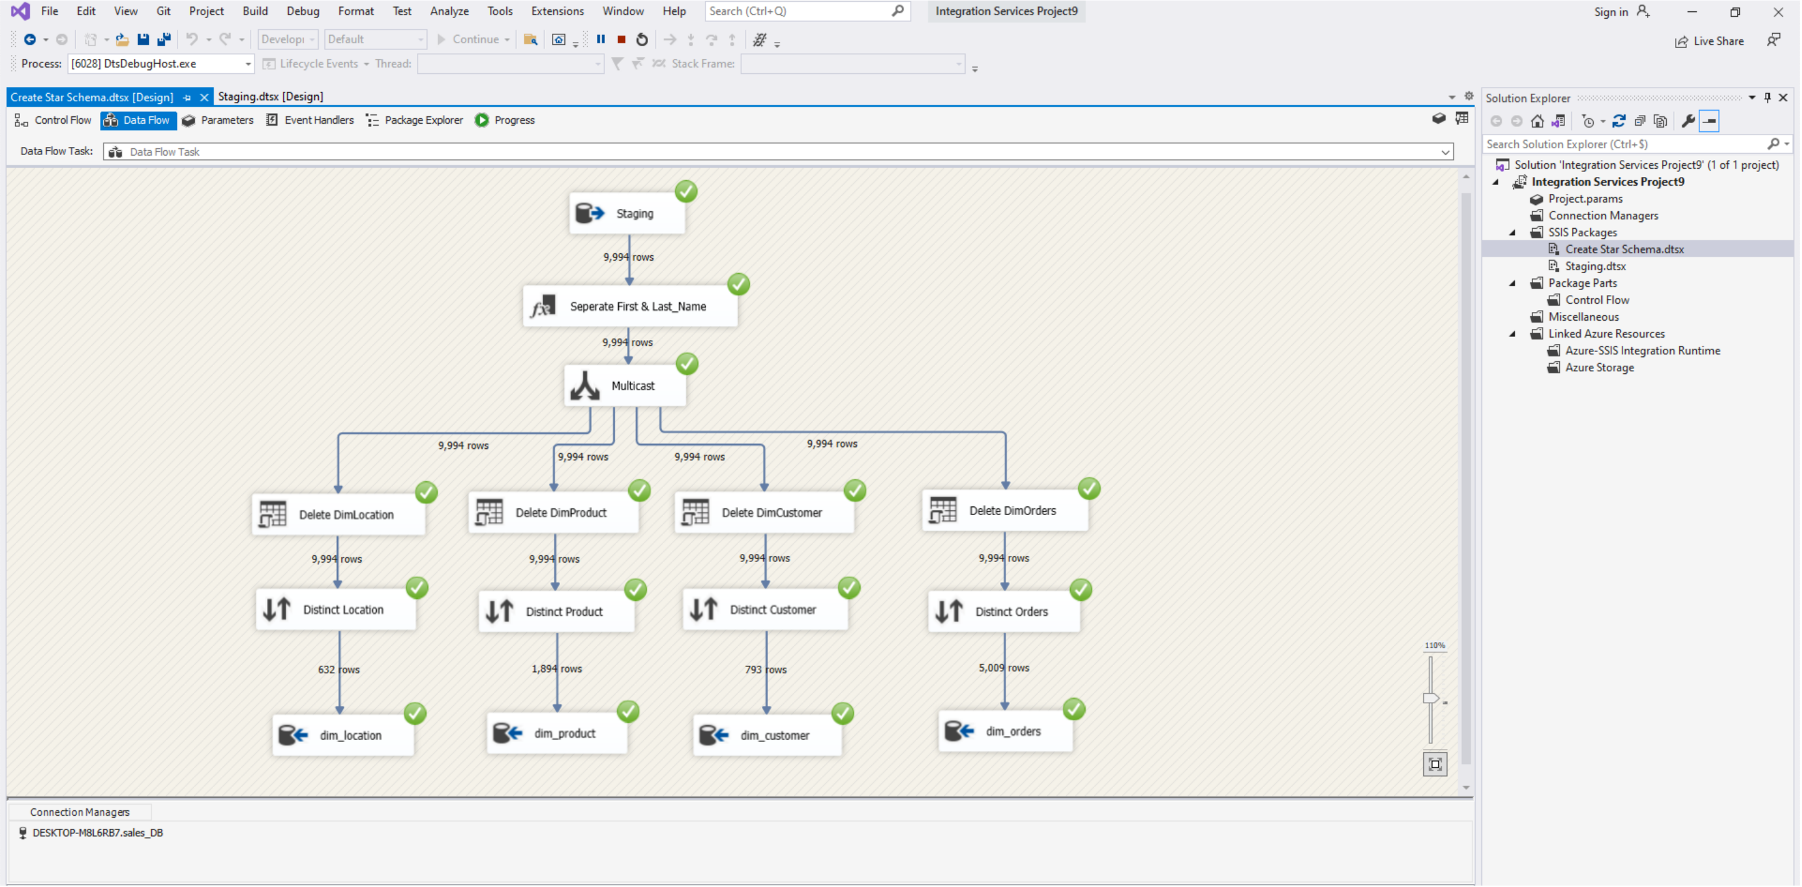 File Edit View Git Project Build Debug Format Test Analyze Tools Extensions Window Help Search (Ctrl+Q) Integration Services Project9 Sign in
Developi Default Continue Live Share
Process: [6028] DtsDebugHost.exe Lifecycle Events Thread: Stack Frame:
Create Star Schema.dtsx [Design] Staging.dtsx [Design]
Control Flow Data Flow Parameters Event Handlers Package Explorer Progress
Data Flow Task: Data Flow Task
Staging
9,994 rows
Seperate First & Last_Name
9,994 rows
Multicast
9,994 rows 9,994 rows 9,994 rows 9,994 rows
Delete DimLocation Delete DimProduct Delete DimCustomer Delete DimOrders
9,994 rows 9,994 rows 9,994 rows 9,994 rows
Distinct Location Distinct Product Distinct Customer Distinct Orders
632 rows 1,894 rows 793 rows 5,009 rows
dim_location dim_product dim_customer dim_orders
110%
Connection Managers
DESKTOP-M8L6RB7.sales_DB
Solution Explorer
Search Solution Explorer (Ctrl+$)
Solution 'Integration Services Project9' (1 of 1 project)
Integration Services Project9
Project.params
Connection Managers
SSIS Packages
Create Star Schema.dtsx
Staging.dtsx
Package Parts
Control Flow
Miscellaneous
Linked Azure Resources
Azure-SSIS Integration Runtime
Azure Storage